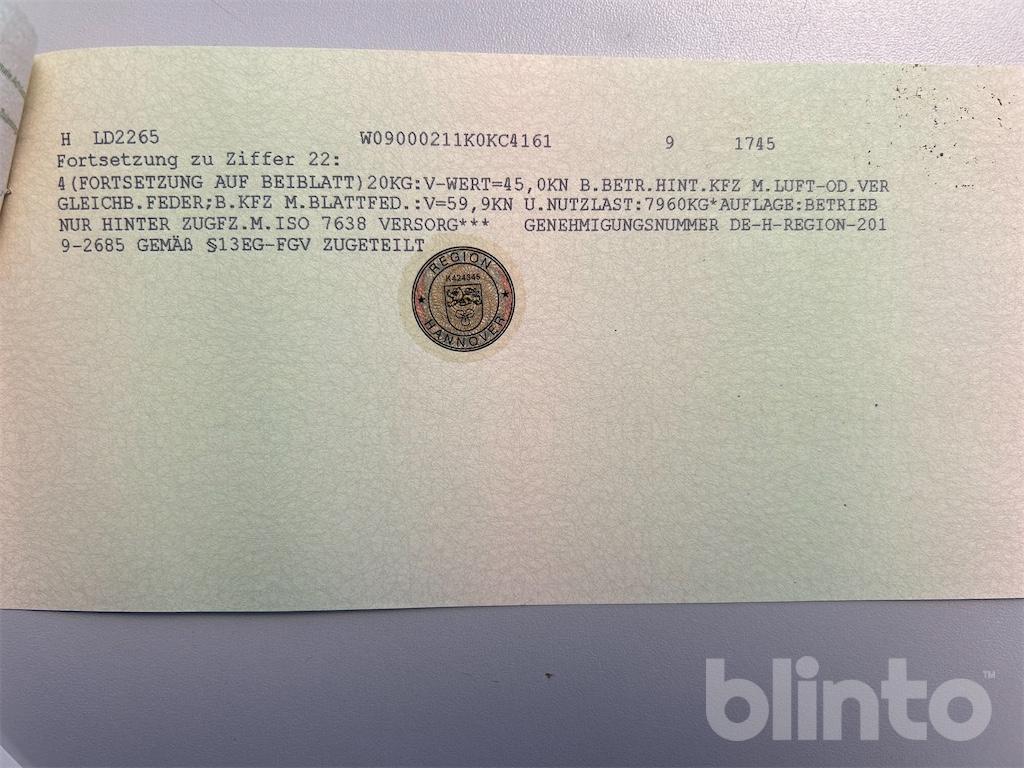 H LD2265 W09000211K0KC4161 9 1745
Fortsetzung zu Ziffer 22:
4(FORTSETZUNG AUF BEIBLATT)20KG:V-WERT=45,0KN B.BETR.HINT.KFZ M.LUFT-OD.VER
GLEICHB.FEDER;B.KFZ M.BLATTFED.:V=59,9KN U.NUTZLAST:7960KG*AUFLAGE:BETRIEB
NUR HINTER ZUGFZ.M.ISO 7638 VERSORG*** GENEHMIGUNGSNUMMER DE-H-REGION-201
9-2685 GEMÄß §13EG-FGV ZUGETEILT
REGION
K424345
HANNOVER
blinto™